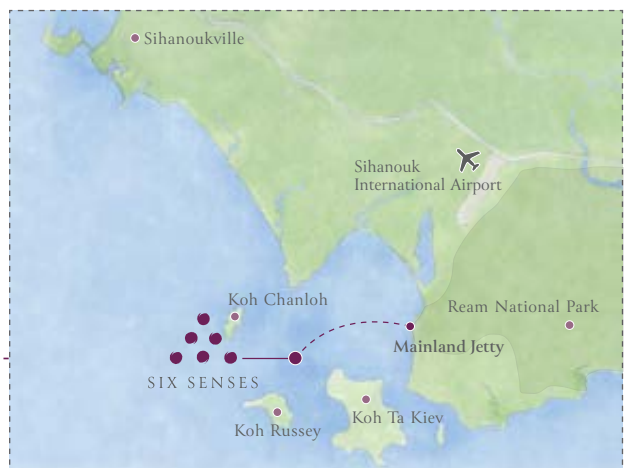 Sihanoukville
Sihanouk
International Airport
Koh Chanloh
Ream National Park
Mainland Jetty
SIX SENSES
Koh Ta Kiev
Koh Russey